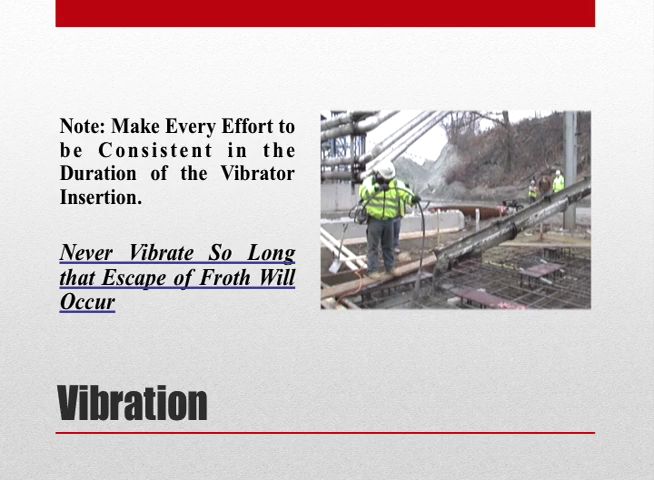 Note: Make Every Effort to
be Consistent in the
Duration of the Vibrator
Insertion.
Never Vibrate So Long
that Escape of Froth Will
Occur
Vibration